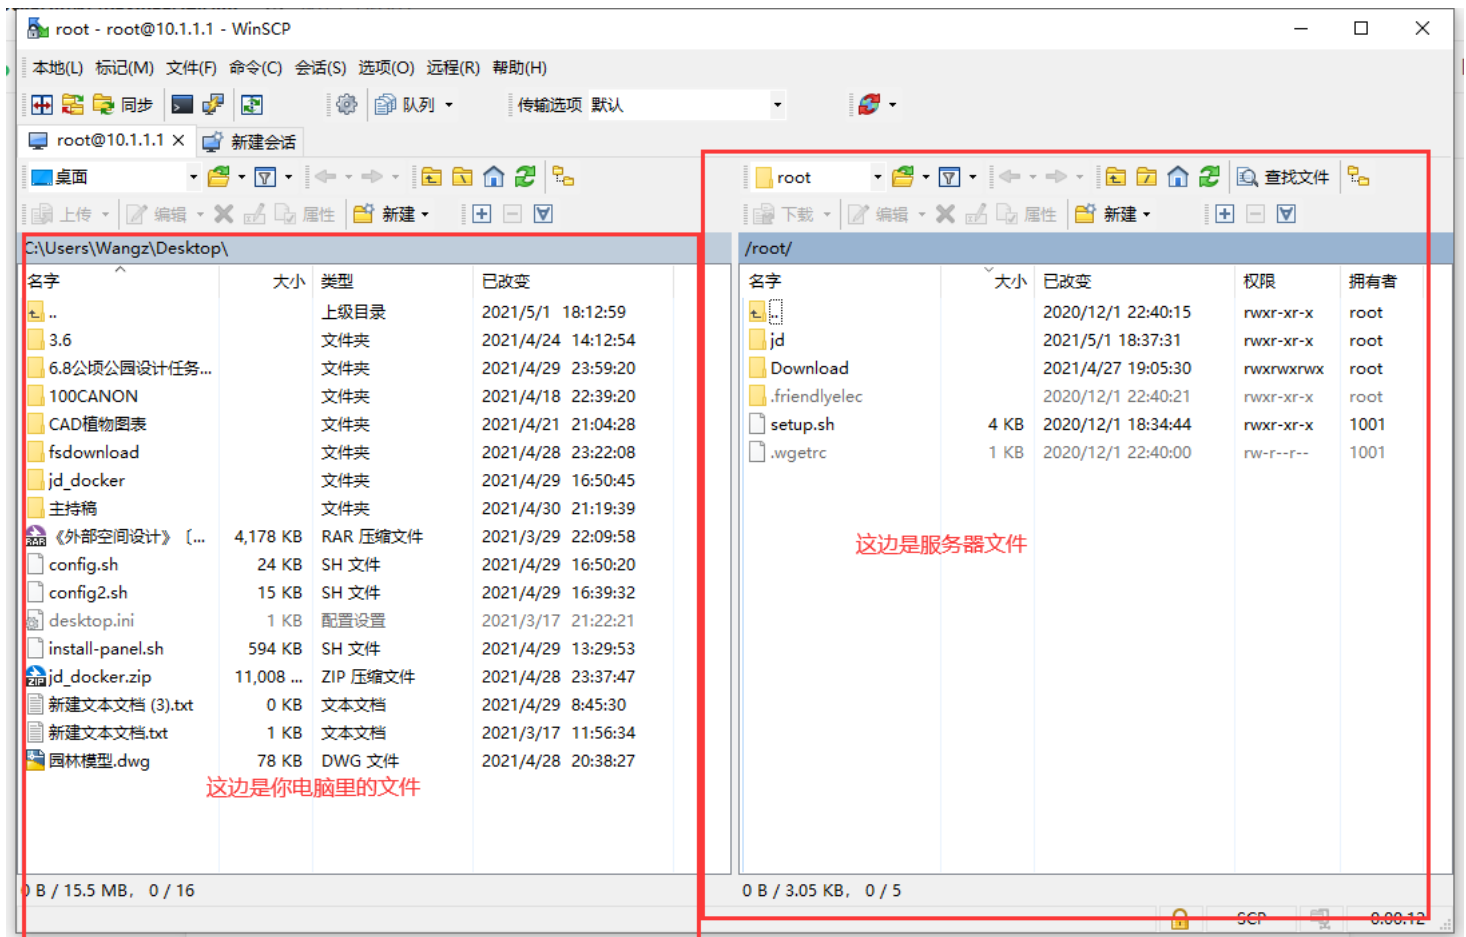 root - root@10.1.1.1 - WinSCP
本地(L) 标记(M) 文件(F) 命令(C) 会话(S) 选项(O) 远程(R) 帮助(H)
同步 队列 传输选项 默认
root@10.1.1.1 新建会话
桌面
上传 编辑 属性 新建
C:\Users\Wangz\Desktop\
名字 大小 类型 已改变
.. 上级目录 2021/5/1 18:12:59
3.6 文件夹 2021/4/24 14:12:54
6.8公顷公园设计任务... 文件夹 2021/4/29 23:59:20
100CANON 文件夹 2021/4/18 22:39:20
CAD植物图表 文件夹 2021/4/21 21:04:28
fsdownload 文件夹 2021/4/28 23:22:08
jd_docker 文件夹 2021/4/29 16:50:45
主持稿 文件夹 2021/4/30 21:19:39
《外部空间设计》〔... 4,178 KB RAR 压缩文件 2021/3/29 22:09:58
config.sh 24 KB SH 文件 2021/4/29 16:50:20
config2.sh 15 KB SH 文件 2021/4/29 16:39:32
desktop.ini 1 KB 配置设置 2021/3/17 21:22:21
install-panel.sh 594 KB SH 文件 2021/4/29 13:29:53
jd_docker.zip 11,008 ... ZIP 压缩文件 2021/4/28 23:37:47
新建文本文档 (3).txt 0 KB 文本文档 2021/4/29 8:45:30
新建文本文档.txt 1 KB 文本文档 2021/3/17 11:56:34
园林模型.dwg 78 KB DWG 文件 2021/4/28 20:38:27
这边是你电脑里的文件
0 B / 15.5 MB, 0 / 16
root 查找文件
下载 编辑 属性 新建
/root/
名字 大小 已改变 权限 拥有者
.. 2020/12/1 22:40:15 rwxr-xr-x root
jd 2021/5/1 18:37:31 rwxr-xr-x root
Download 2021/4/27 19:05:30 rwxrwxrwx root
.friendlyelec 2020/12/1 22:40:21 rwxr-xr-x root
setup.sh 4 KB 2020/12/1 18:34:44 rwxr-xr-x 1001
.wgetrc 1 KB 2020/12/1 22:40:00 rw-r--r-- 1001
这边是服务器文件
0 B / 3.05 KB, 0 / 5
SCP 0:00:12